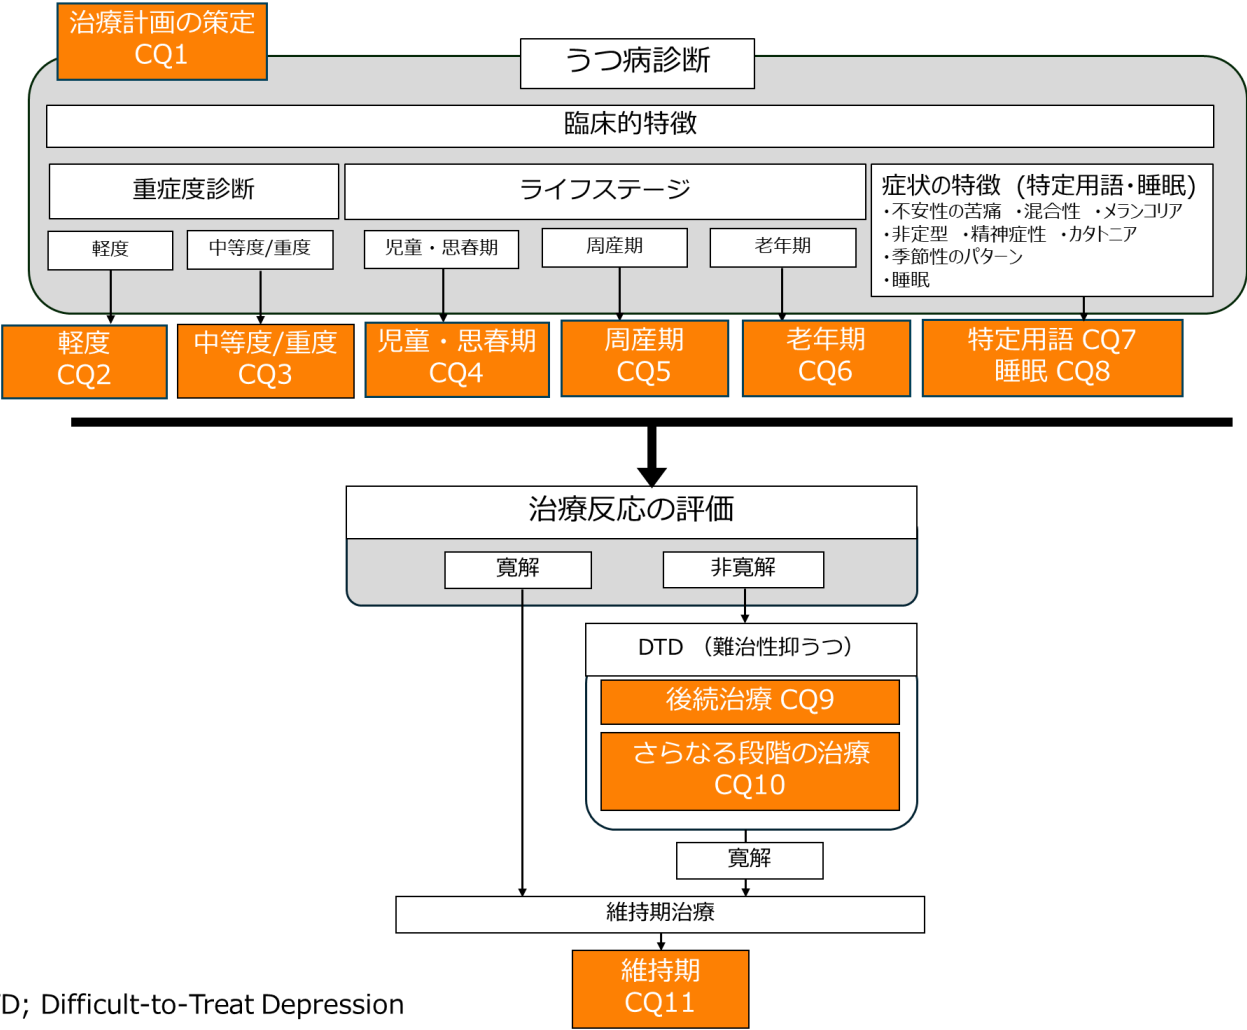 治療計画の策定
CQ1
うつ病診断
臨床的特徴
重症度診断
ライフステージ
症状の特徴 (特定用語・睡眠)
・不安性の苦痛 ・混合性 ・メランコリア
・非定型 ・精神症性 ・カタトニア
・季節性のパターン
・睡眠
軽度
中等度/重度
児童・思春期
周産期
老年期
軽度
CQ2
中等度/重度
CQ3
児童・思春期
CQ4
周産期
CQ5
老年期
CQ6
特定用語 CQ7
睡眠 CQ8
治療反応の評価
寛解
非寛解
DTD （難治性抑うつ）
後続治療 CQ9
さらなる段階の治療
CQ10
寛解
維持期治療
維持期
CQ11
D; Difficult-to-Treat Depression